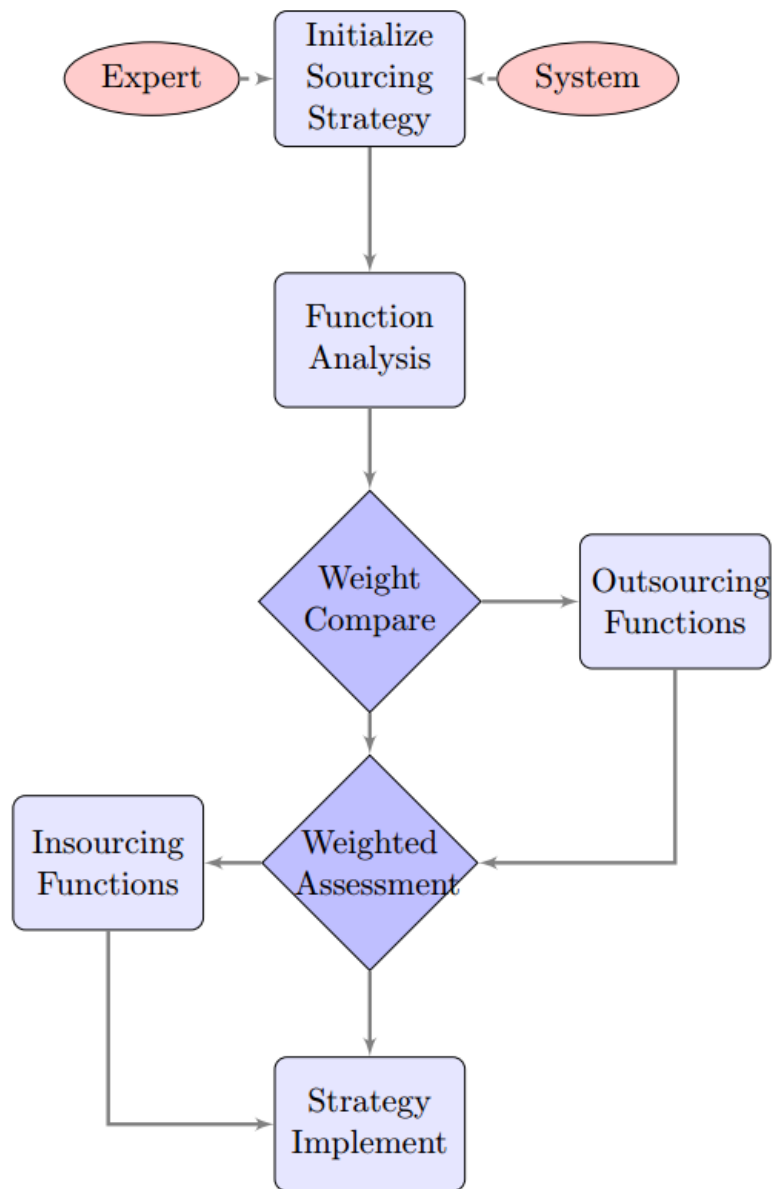 Expert
Initialize
Sourcing
Strategy
System
Function
Analysis
Weight
Compare
Outsourcing
Functions
Insourcing
Functions
Weighted
Assessment
Strategy
Implement